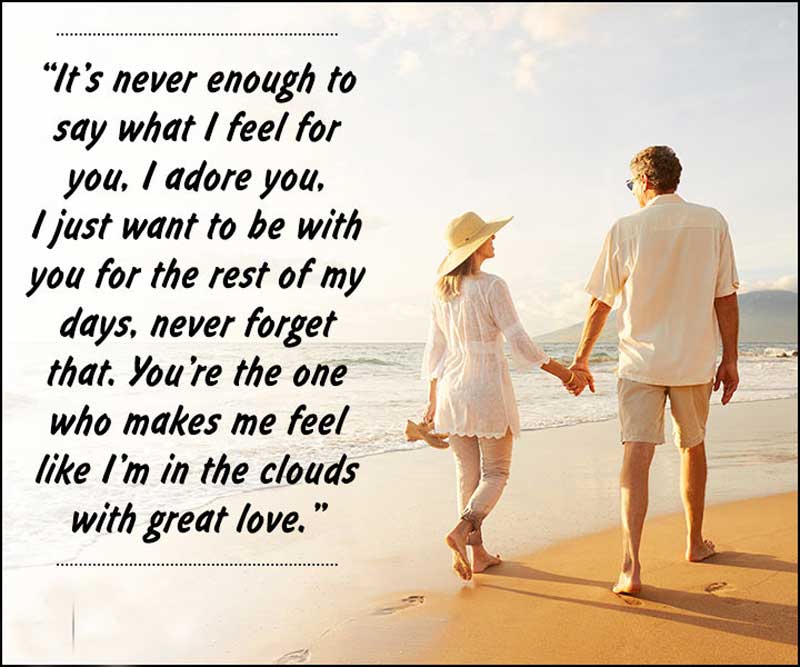 “It’s never enough to
say what I feel for
you, I adore you,
I just want to be with
you for the rest of my
days, never forget
that. You’re the one
who makes me feel
like I’m in the clouds
with great love.”